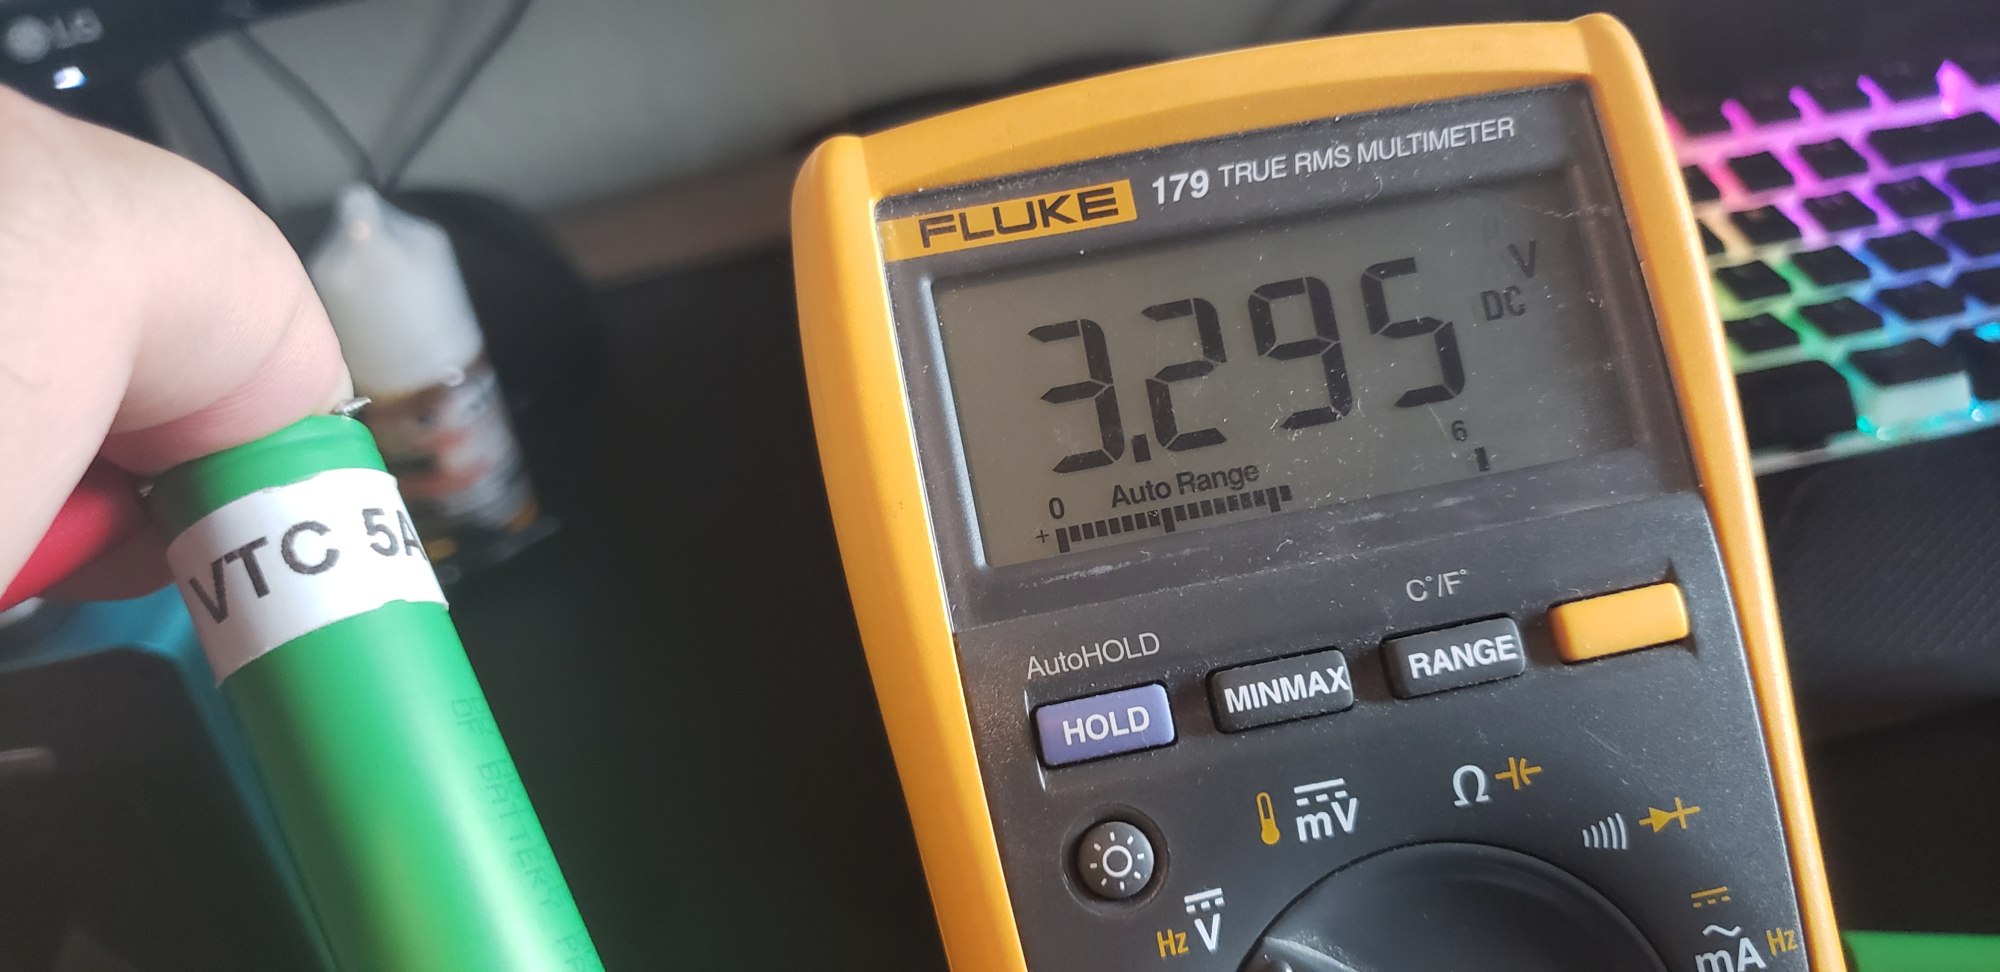 LG
FLUKE 179 TRUE RMS MULTIMETER
3.295 V
DC
6
Auto Range
0
+
C°/F°
AutoHOLD
HOLD MINMAX RANGE
mV Ω
Hz V
mA Hz
VTC 5A
BATTERY